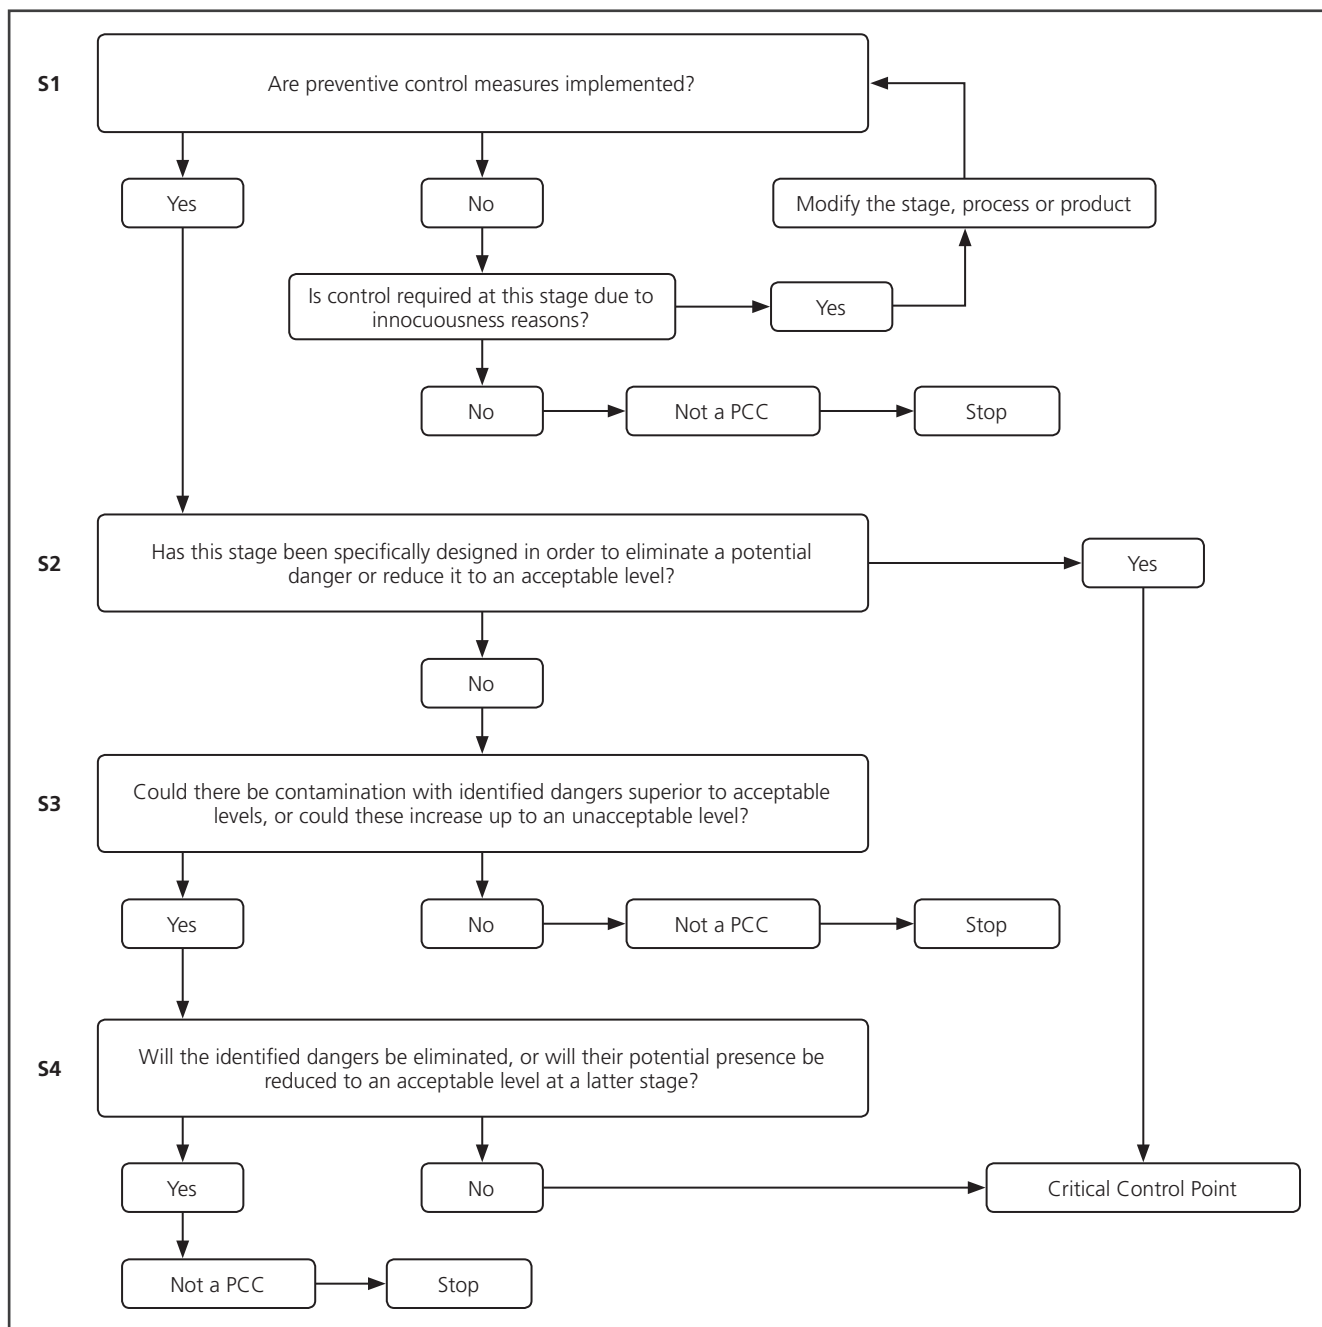 S1
Are preventive control measures implemented?
Yes
No
Modify the stage, process or product
Is control required at this stage due to
innocuousness reasons?
Yes
No
Not a PCC
Stop
S2
Has this stage been specifically designed in order to eliminate a potential
danger or reduce it to an acceptable level?
Yes
No
S3
Could there be contamination with identified dangers superior to acceptable
levels, or could these increase up to an unacceptable level?
Yes
No
Not a PCC
Stop
S4
Will the identified dangers be eliminated, or will their potential presence be
reduced to an acceptable level at a latter stage?
Yes
No
Critical Control Point
Not a PCC
Stop